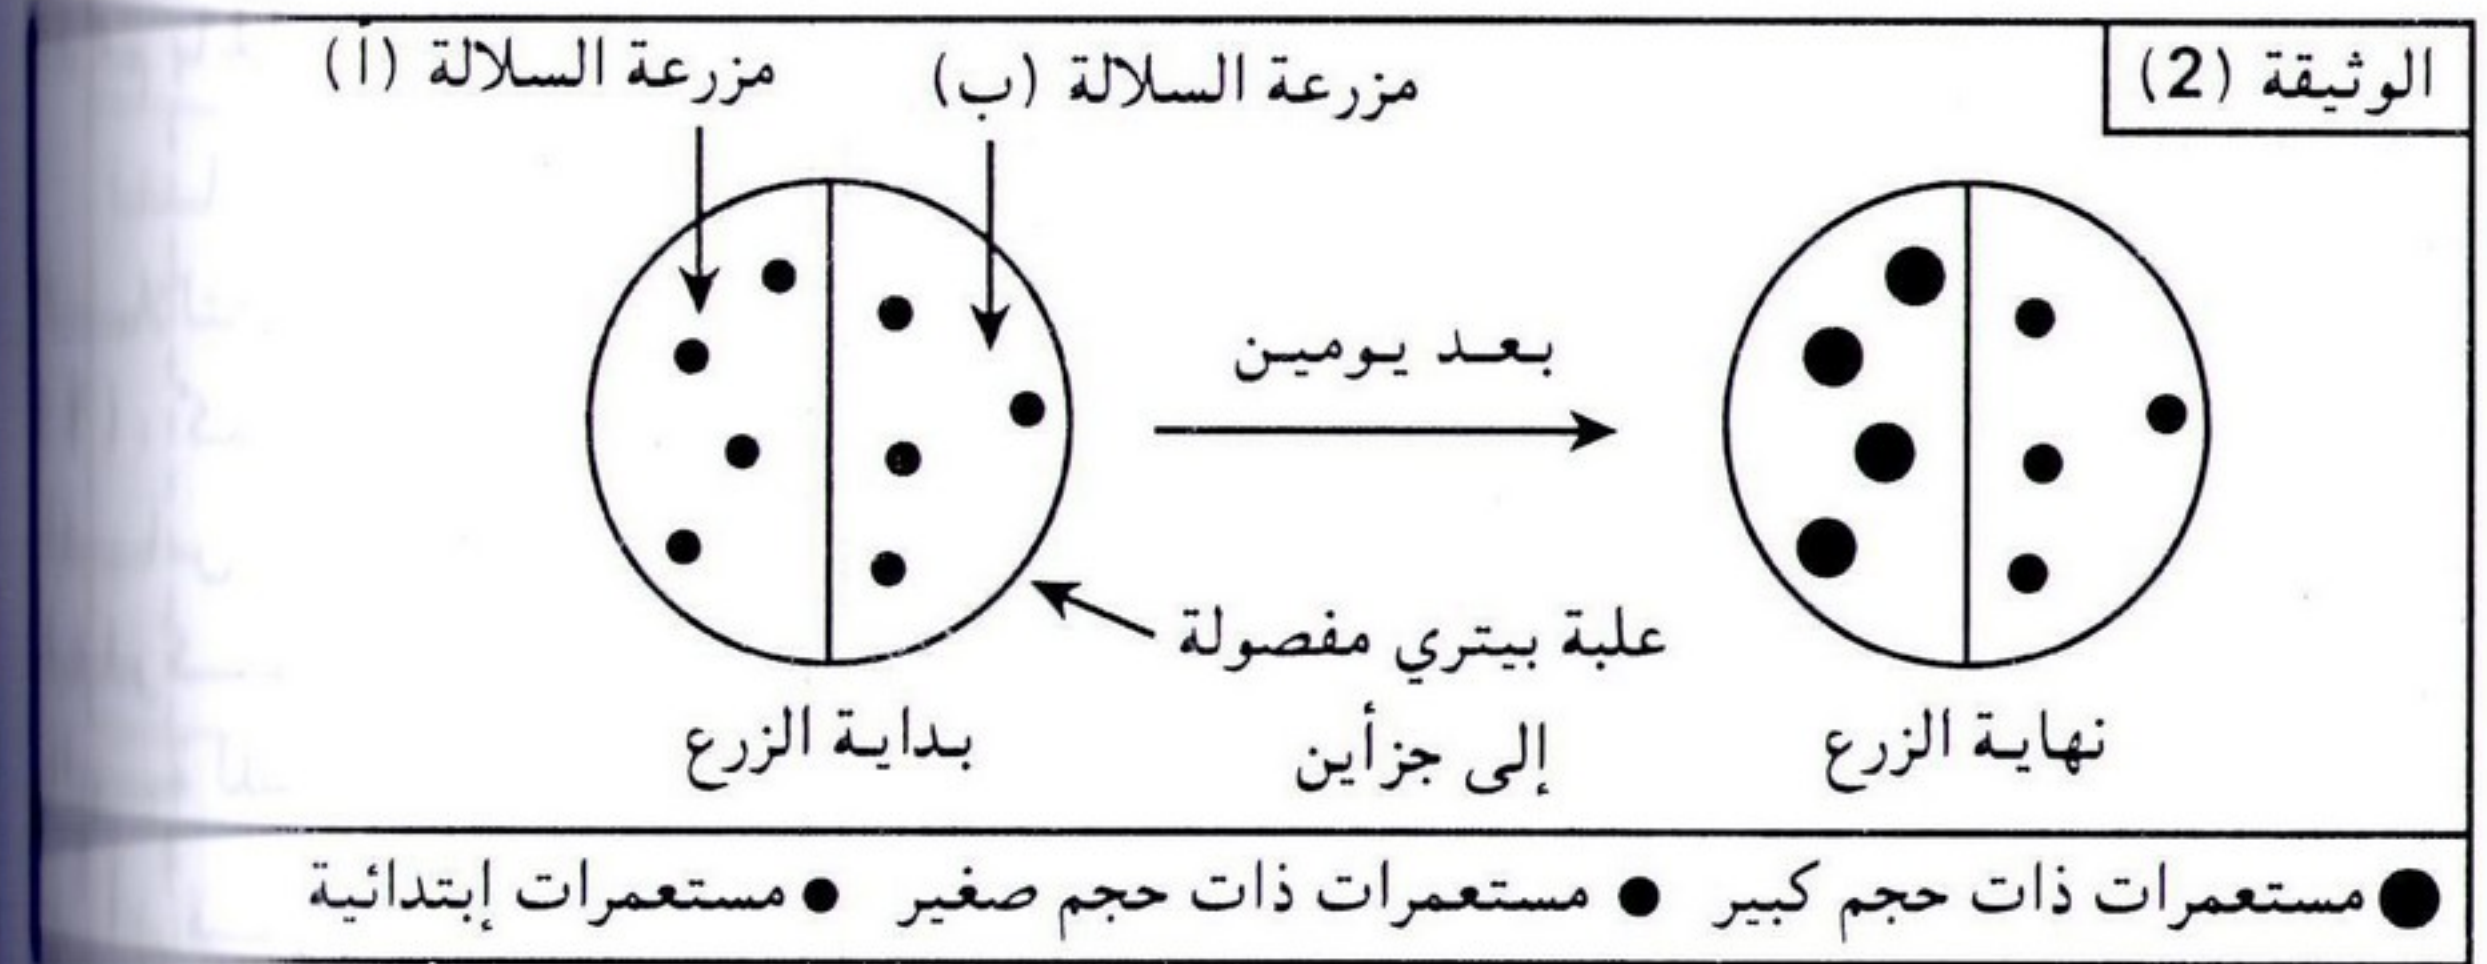 الوثيقة (2)
مزرعة السلالة (ب)
مزرعة السلالة (أ)
بعد يومين
علبة بيتري مفصولة
إلى جزأين
بداية الزرع
نهاية الزرع
مستعمرات ذات حجم كبير
مستعمرات ذات حجم صغير
مستعمرات إبتدائية